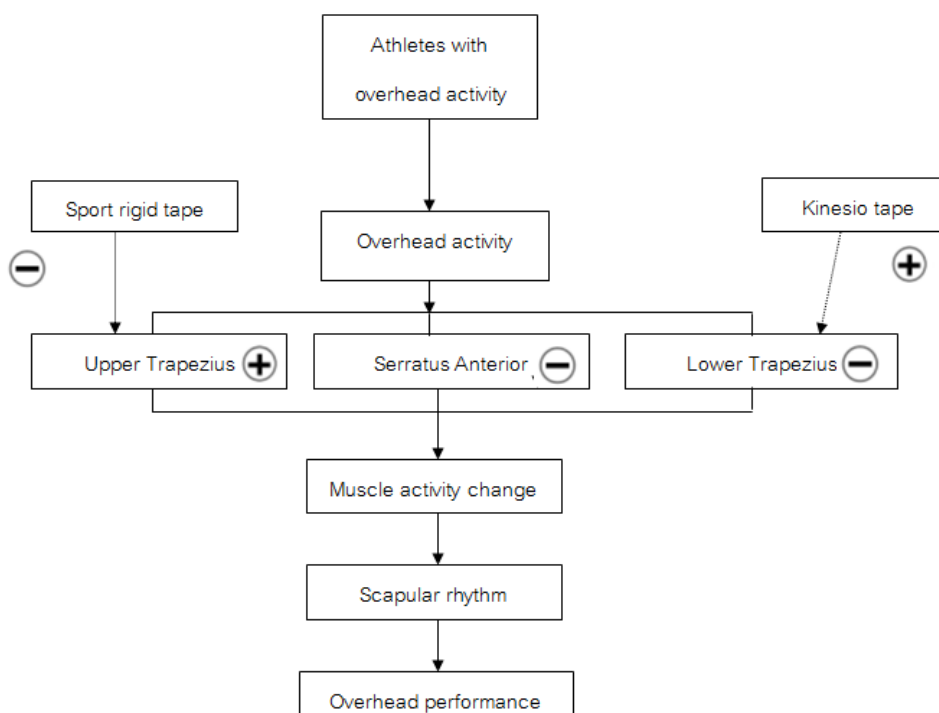 Athletes with
overhead activity
Sport rigid tape
Kinesio tape
Overhead activity
Upper Trapezius
Serratus Anterior
,
Lower Trapezius
Muscle activity change
Scapular rhythm
Overhead performance